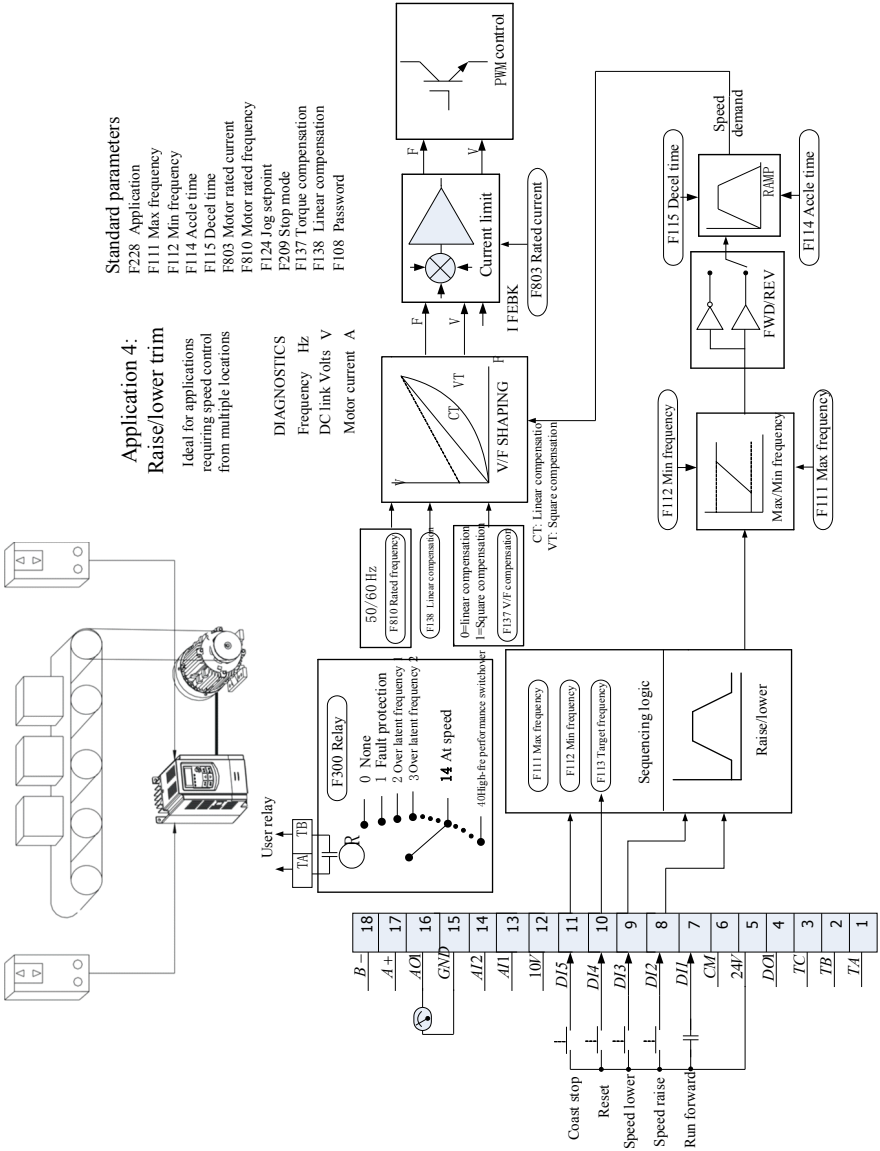 Application 4:
Raise/lower trim
Ideal for applications
requiring speed control
from multiple locations
DIAGNOSTICS
Frequency Hz
DC link Volts V
Motor current A
Standard parameters
F228 Application
F111 Max frequency
F112 Min frequency
F114 Accle time
F115 Decel time
F803 Motor rated current
F810 Motor rated frequency
F124 Jog setpoint
F209 Stop mode
F137 Torque compensation
F138 Linear compensation
F108 Password
User relay
TA TB
R
F300 Relay
0 None
1 Fault protection
2 Over latent frequency 1
3 Over latent frequency 2
14 At speed
40High-fre performance switchover
50/60 Hz
F810 Rated frequency
F138 Linear compensation
0=linear compensation
1=Square compensation
F137 V/F compensation
V
CT
VT
F
V/F SHAPING
CT: Linear compensatio
VT: Square compensation
F
V
I FEBK
Current limit
F803 Rated current
F
V
PWM control
B - 18
A+ 17
AO1 16
GND 15
AI2 14
AI1 13
10V 12
DI5 11
DI4 10
DI3 9
DI2 8
DI1 7
CM 6
24V 5
DO1 4
TC 3
TB 2
TA 1
Coast stop
Reset
Speed lower
Speed raise
Run forward
F111 Max frequency
F112 Min frequency
F113 Target frequency
Sequencing logic
Raise/lower
F112 Min frequency
Max/Min frequency
F111 Max frequency
FWD/REV
F115 Decel time
RAMP
F114 Accle time
Speed
demand